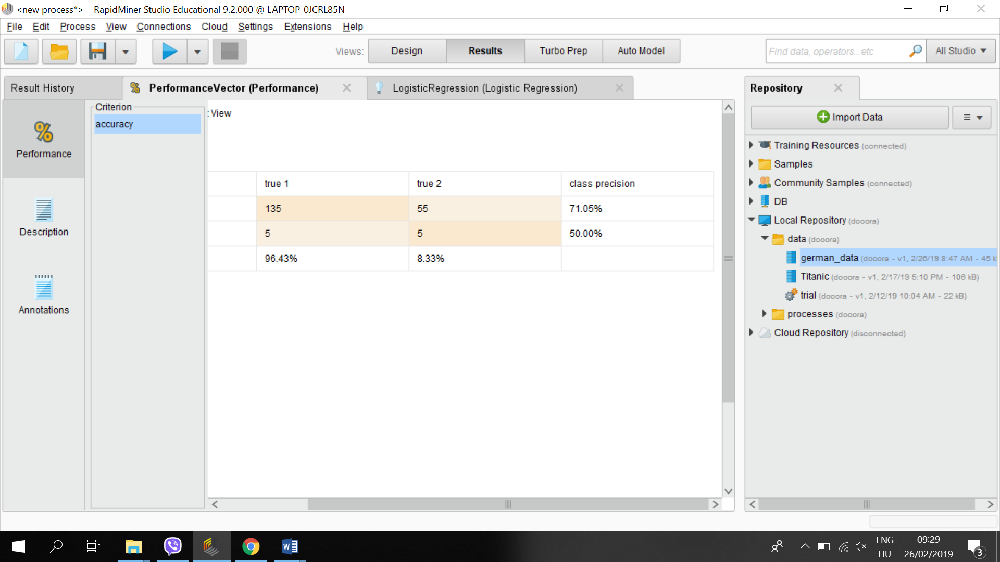 <new process*> – RapidMiner Studio Educational 9.2.000 @ LAPTOP-0JCRL85N
File Edit Process View Connections Cloud Settings Extensions Help
Views: Design Results Turbo Prep Auto Model Find data, operators...etc All Studio
Result History PerformanceVector (Performance) LogisticRegression (Logistic Regression) Repository
Criterion
accuracy
: View
Performance
Description
Annotations
true 1 true 2 class precision
135 55 71.05%
5 5 50.00%
96.43% 8.33%
Import Data
Training Resources (connected)
Samples
Community Samples (connected)
DB
Local Repository (dooora)
data (dooora)
german_data (dooora - v1, 2/26/19 8:47 AM - 45 k
Titanic (dooora - v1, 2/17/19 5:10 PM - 106 kB)
trial (dooora - v1, 2/12/19 10:04 AM - 22 kB)
processes (dooora)
Cloud Repository (disconnected)
ENG
HU
09:29
26/02/2019
3